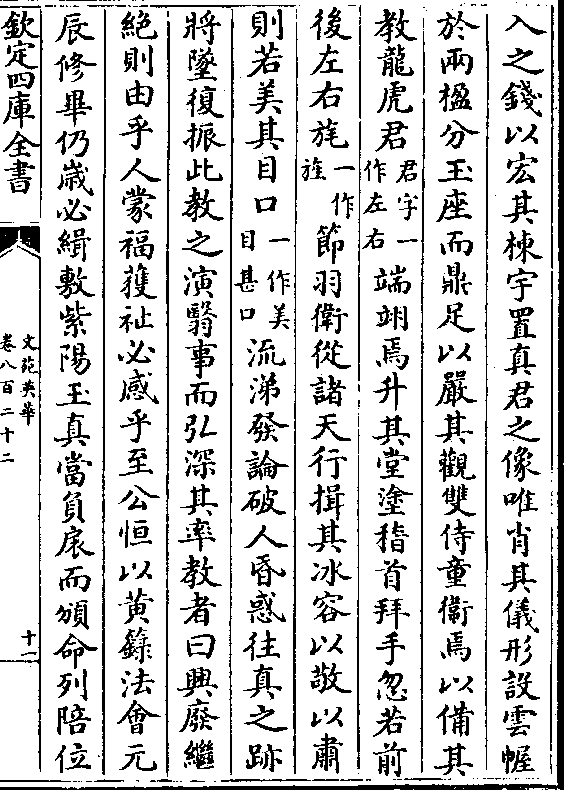 入之錢以宏其棟宇置真君之像唯肖其儀形設雲幄
於兩楹分玉座而鼎足以嚴其觀雙侍童衞焉以備其
教龍虎君君字一作左右端翊焉升其堂塗稽首拜手忽若前
後左右旄一作旌節羽衛從諸天行揖其冰容以敬以肅
則若美其目口一作美目甚口流涕發論破人昏惑往真之跡
將墜復振此教之演翳事而弘深其率教者曰興廢繼
絶則由乎人蒙福蒦祉必感乎至公恒以黄籙法會元
辰修畢仍歳必緝敷紫陽玉真當負扆而頒命列陪位
欽定四庫全書
文苑英華
卷八百二十二
十二